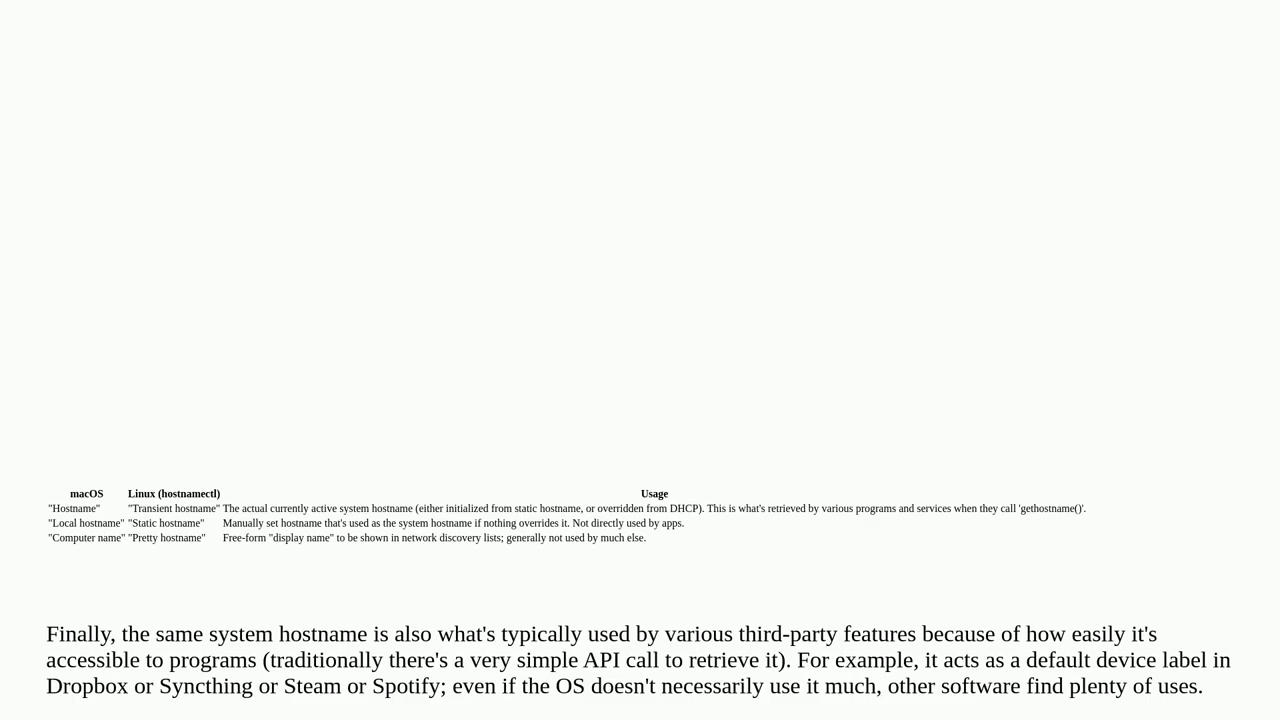 macOS Linux (hostnamectl) Usage
"Hostname" "Transient hostname" The actual currently active system hostname (either initialized from static hostname, or overridden from DHCP). This is what's retrieved by various programs and services when they call 'gethostname()'.
"Local hostname" "Static hostname" Manually set hostname that's used as the system hostname if nothing overrides it. Not directly used by apps.
"Computer name" "Pretty hostname" Free-form "display name" to be shown in network discovery lists; generally not used by much else.
Finally, the same system hostname is also what's typically used by various third-party features because of how easily it's
accessible to programs (traditionally there's a very simple API call to retrieve it). For example, it acts as a default device label in
Dropbox or Syncthing or Steam or Spotify; even if the OS doesn't necessarily use it much, other software find plenty of uses.